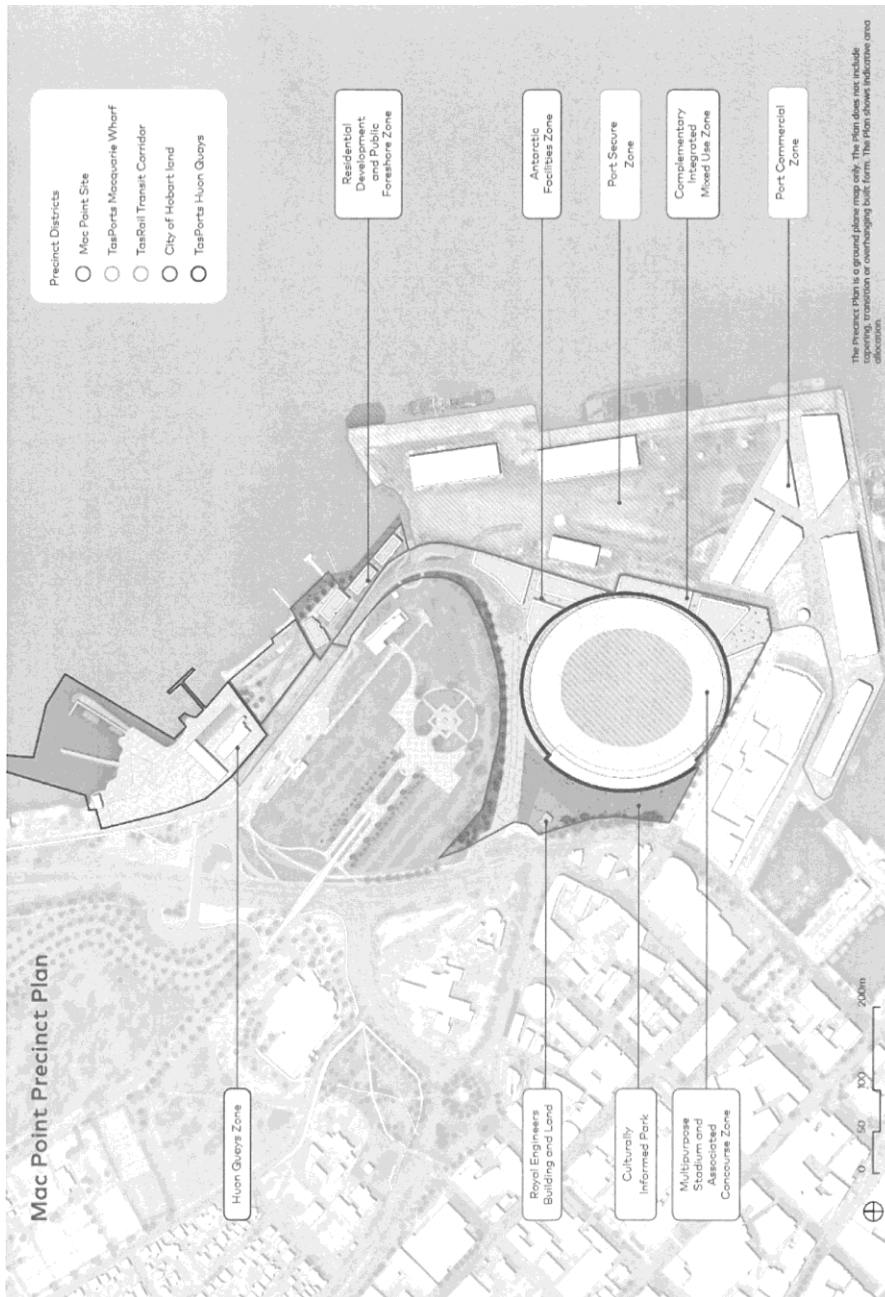 Mac Point Precinct Plan
Precinct Districts
Mac Point Site
TasPorts Macquarie Wharf
TasRail Transit Corridor
City of Hobart land
TasPorts Huon Quays
Huon Quays Zone
Residential
Development
and Public
Foreshore Zone
Antarctic
Facilities Zone
Port Secure
Zone
Complementary
Integrated
Mixed Use Zone
Port Commercial
Zone
Royal Engineers
Building and Land
Culturally
Informed Park
Multipurpose
Stadium and
Associated
Concourse Zone
0 50 100 200m
The Precinct Plan is a ground plane map only. The Plan does not include
tapering, transition or overhanging built form. The Plan shows indicative area
allocation.